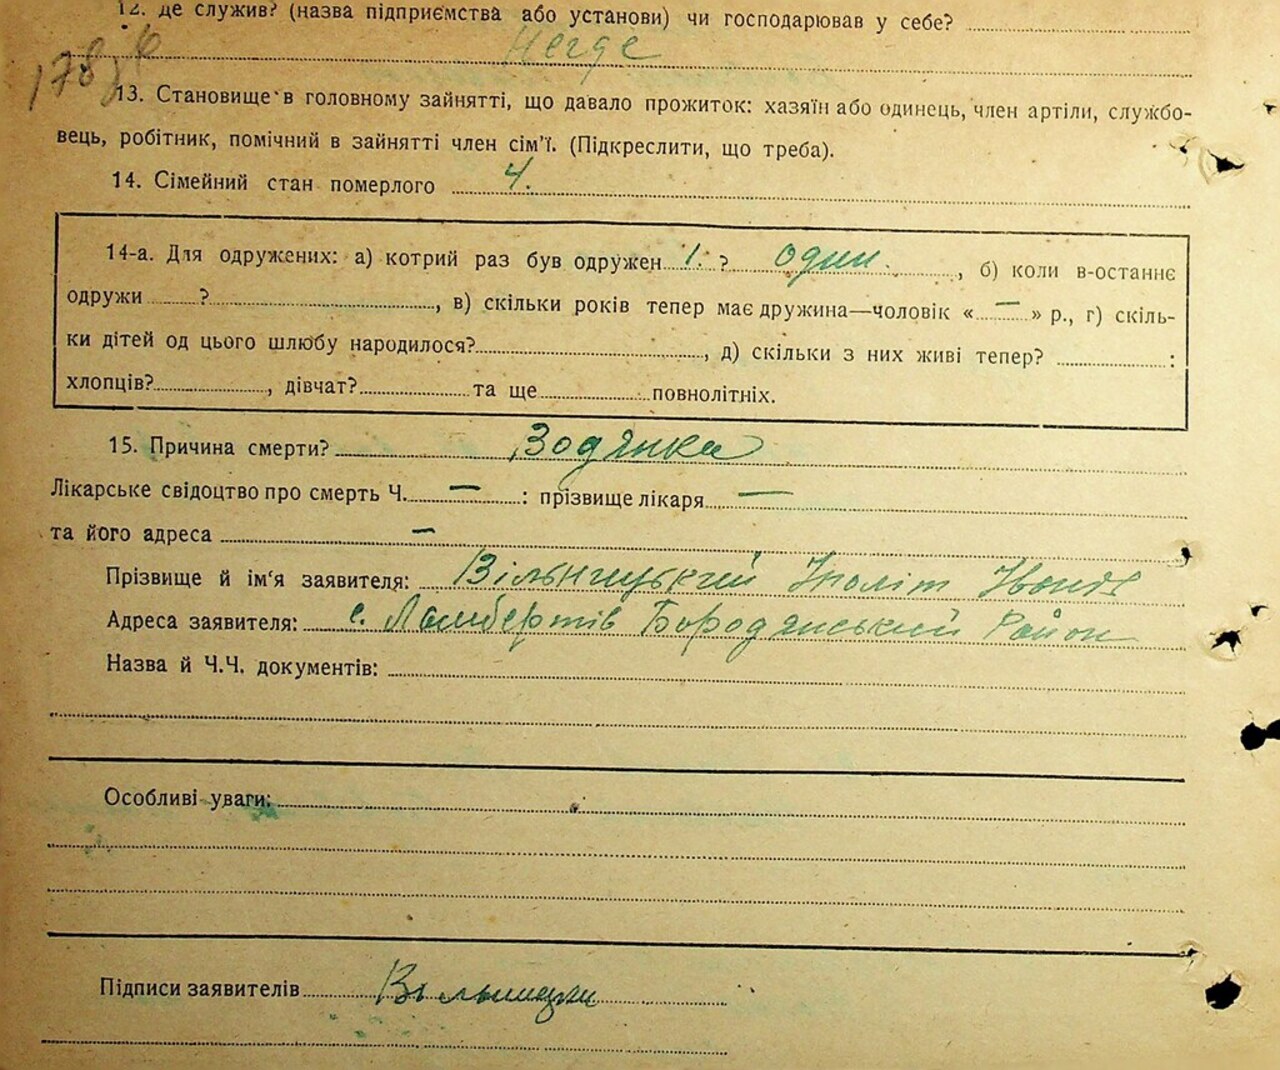 12. де служив? (назва підприємства або установи) чи господарював у себе?
Негде
178
13. Становище в головному зайнятті, що давало прожиток: хазяїн або одинець, член артіли, службо-
вець, робітник, помічний в зайнятті член сім'ї. (Підкреслити, що треба).
14. Сімейний стан померлого 4.
14-а. Для одружених: а) котрий раз був одружен 1. ? один. , б) коли в-останнє
одружи ? , в) скільки років тепер має дружина—чоловік « — » р., г) скіль-
ки дітей од цього шлюбу народилося? , д) скільки з них живі тепер? :
хлопців? , дівчат? та ще повнолітніх.
15. Причина смерти? Водянка
Лікарське свідоцтво про смерть Ч. — : прізвище лікаря —
та його адреса —
Прізвище й ім'я заявителя: Вільницький Іполіт
Адреса заявителя: с. Ламбертів Бородянський Район
Назва й Ч.Ч. документів:
Особливі уваги:
Підписи заявителів